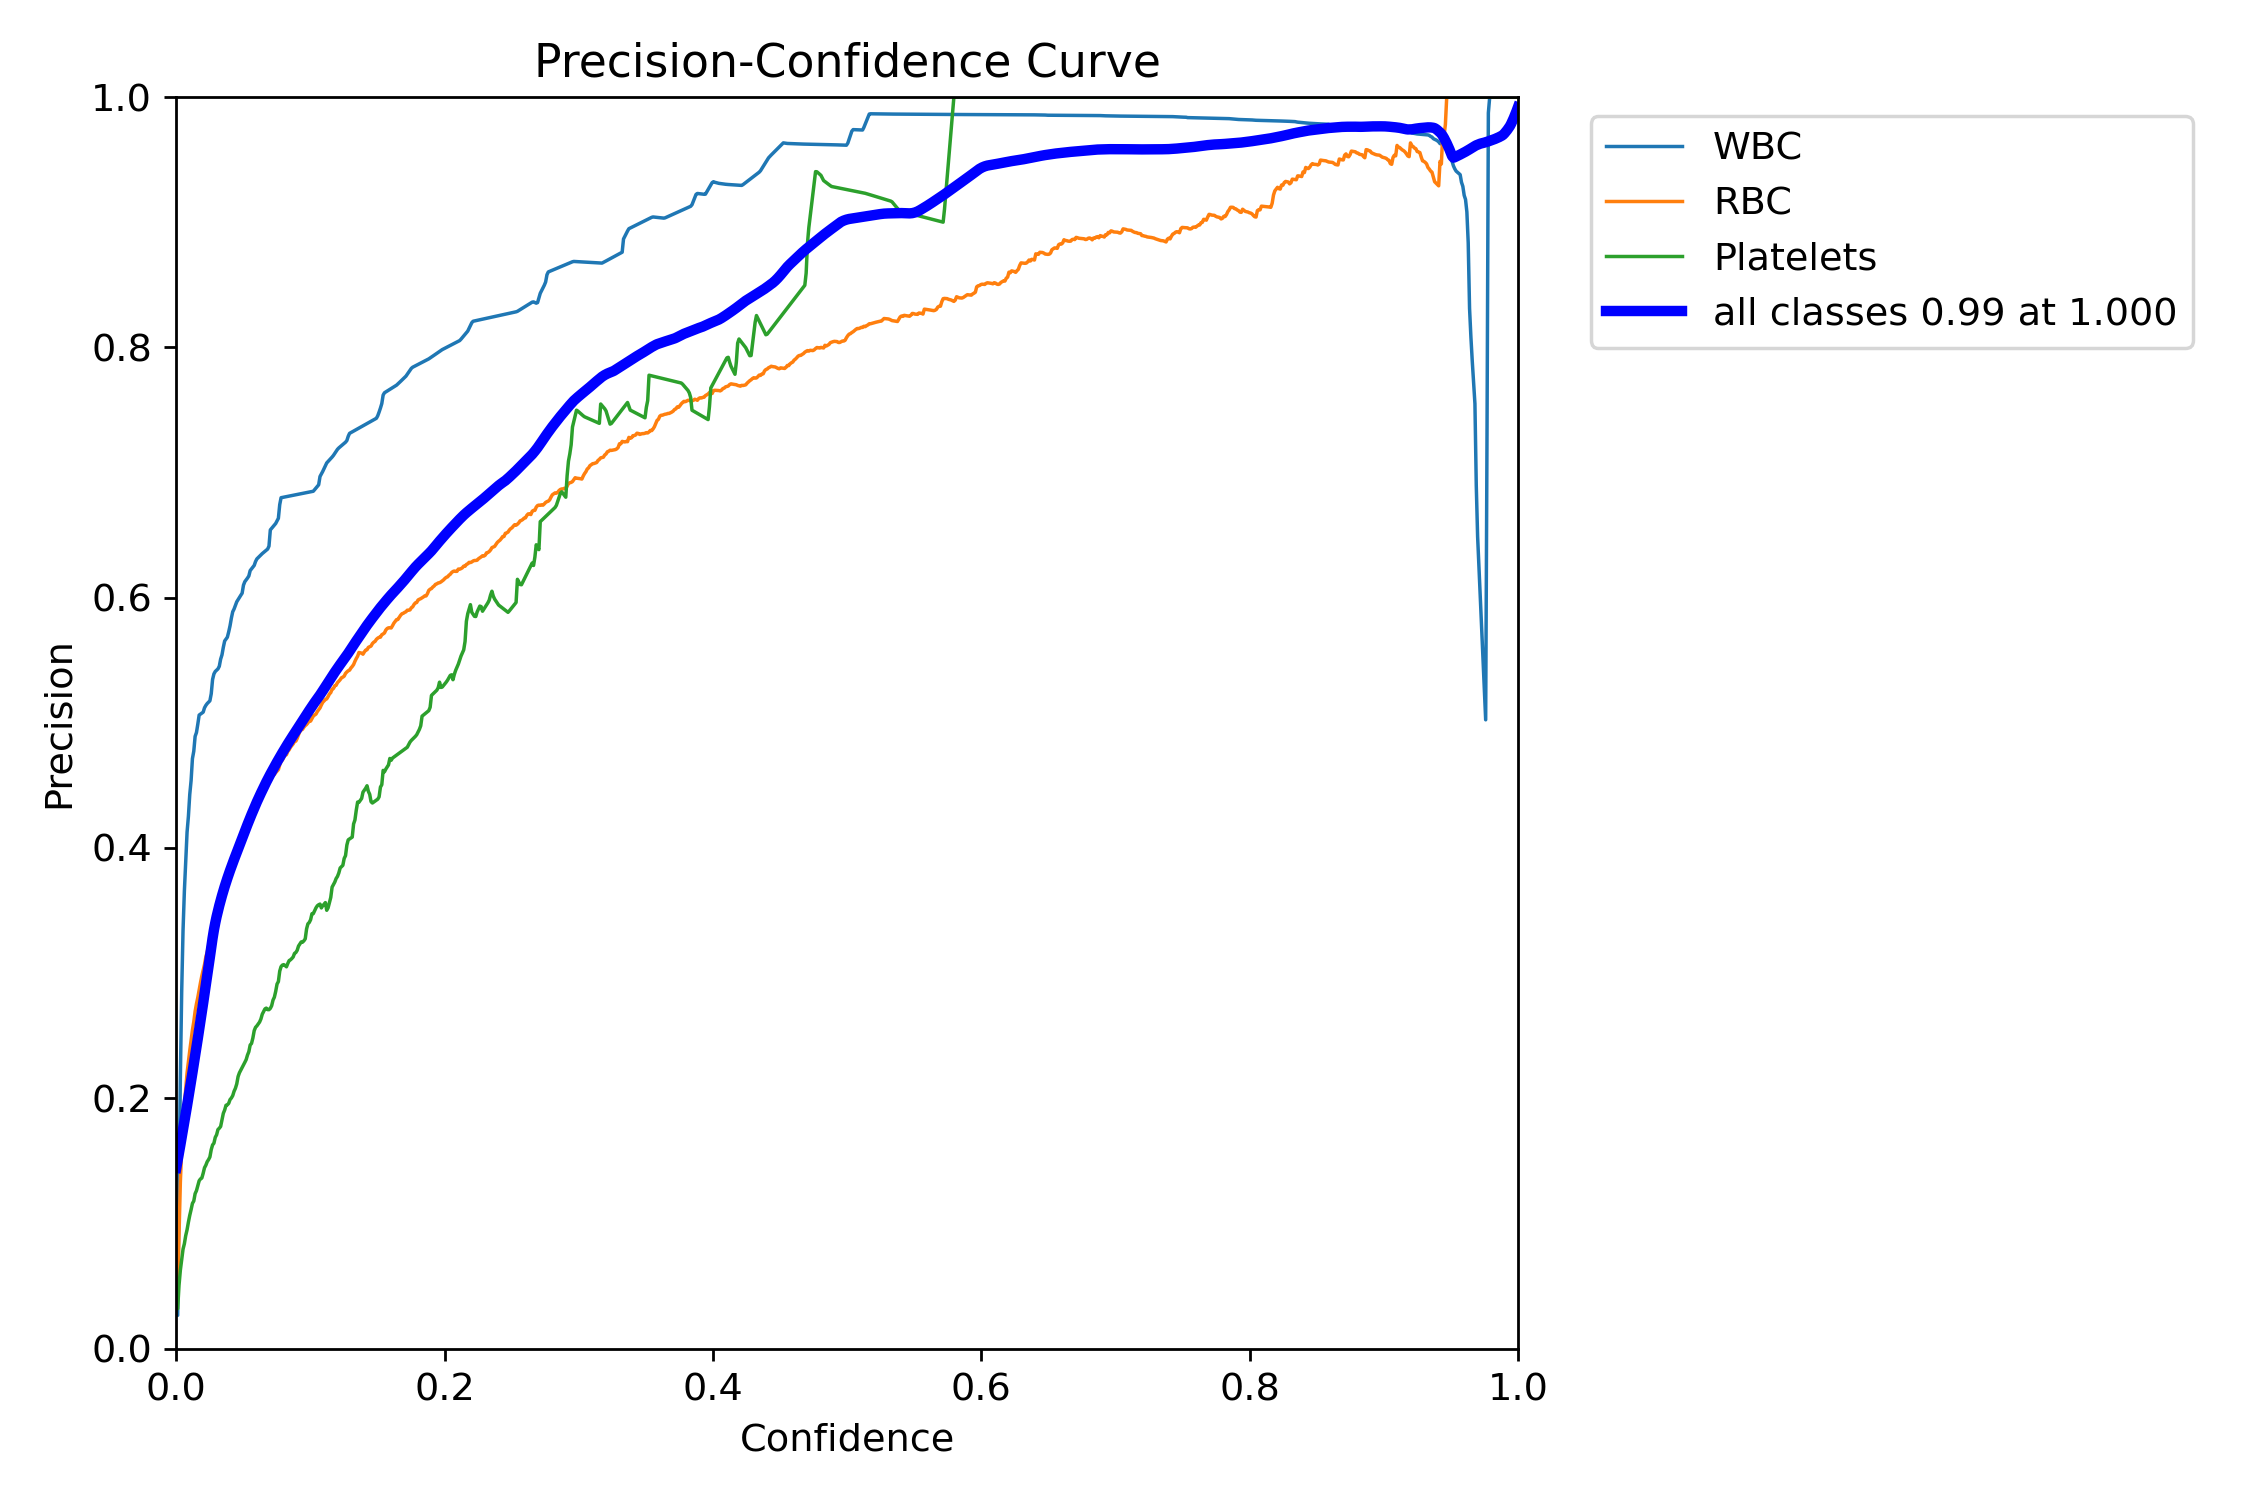 Precision-Confidence Curve
1.0
0.8
0.6
0.4
0.2
0.0
Precision
0.0 0.2 0.4 0.6 0.8 1.0
Confidence
WBC
RBC
Platelets
all classes 0.99 at 1.000